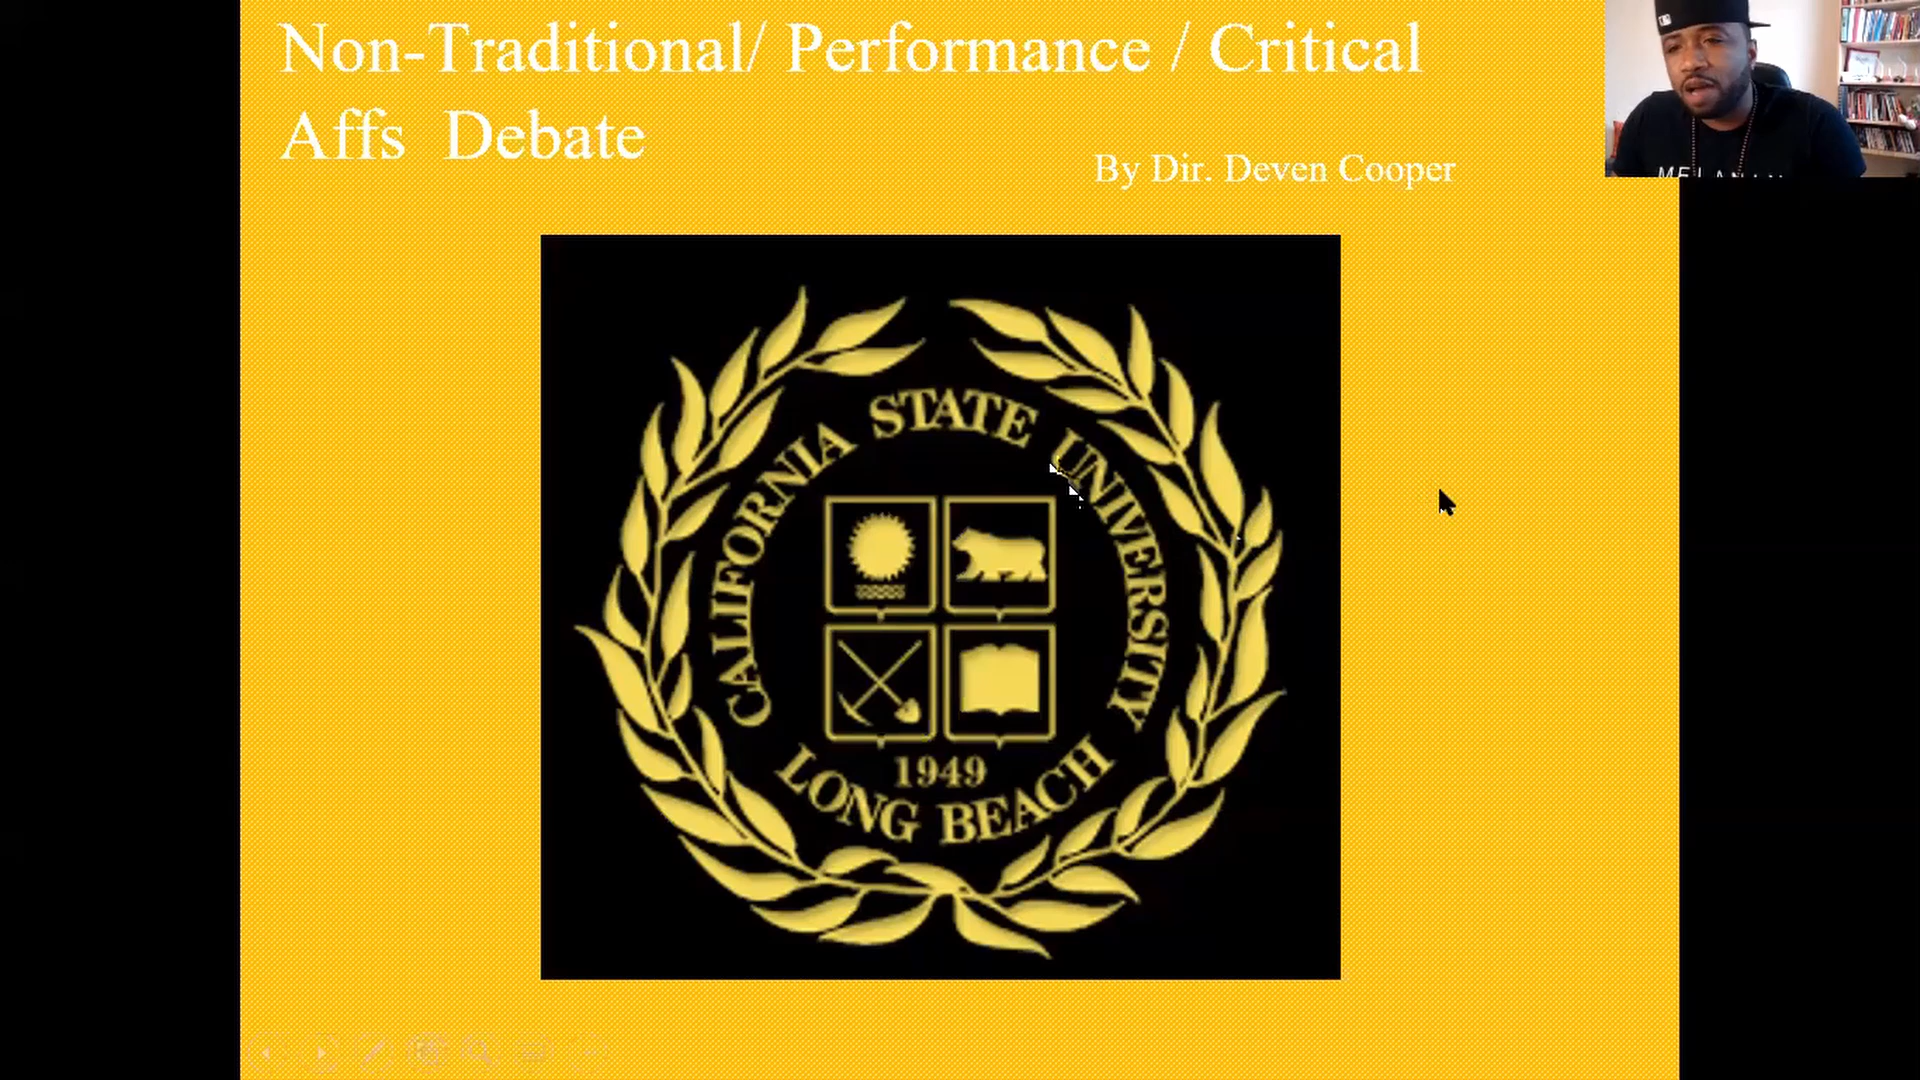 Non-Traditional/ Performance / Critical
Affs Debate
By Dir. Deven Cooper
CALIFORNIA STATE UNIVERSITY
1949
LONG BEACH